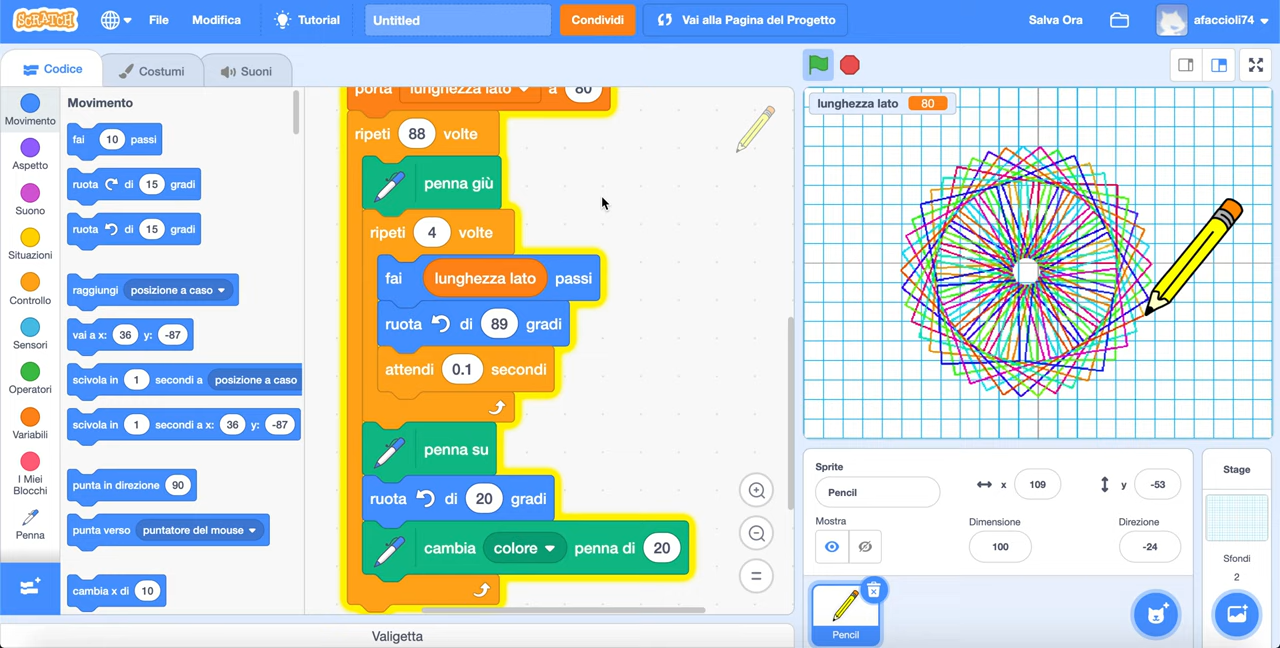 SCRATCH File Modifica Tutorial Untitled Condividi Vai alla Pagina del Progetto Salva Ora afaccioli74
Codice Costumi Suoni
Movimento
Aspetto
Suono
Situazioni
Controllo
Sensori
Operatori
Variabili
I Miei
Blocchi
Penna
Movimento
fai 10 passi
ruota di 15 gradi
ruota di 15 gradi
raggiungi posizione a caso
vai a x: 36 y: -87
scivola in 1 secondi a posizione a caso
scivola in 1 secondi a x: 36 y: -87
punta in direzione 90
punta verso puntatore del mouse
cambia x di 10
porta lunghezza lato a 80
ripeti 88 volte
penna giù
ripeti 4 volte
fai lunghezza lato passi
ruota di 89 gradi
attendi 0.1 secondi
penna su
ruota di 20 gradi
cambia colore penna di 20
Valigetta
lunghezza lato 80
Sprite
Pencil
x 109
y -53
Mostra
Dimensione
100
Direzione
-24
Pencil
Stage
Sfondi
2